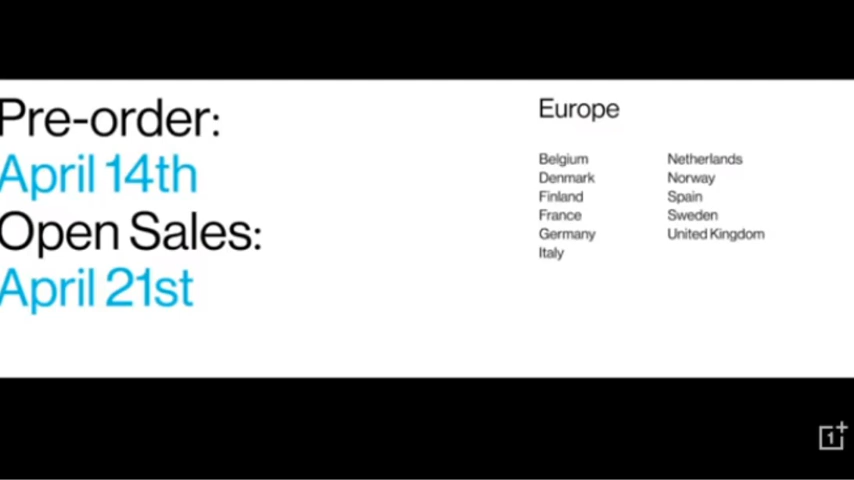 Pre-order:
April 14th
Open Sales:
April 21st
Europe
Belgium
Denmark
Finland
France
Germany
Italy
Netherlands
Norway
Spain
Sweden
United Kingdom
1+